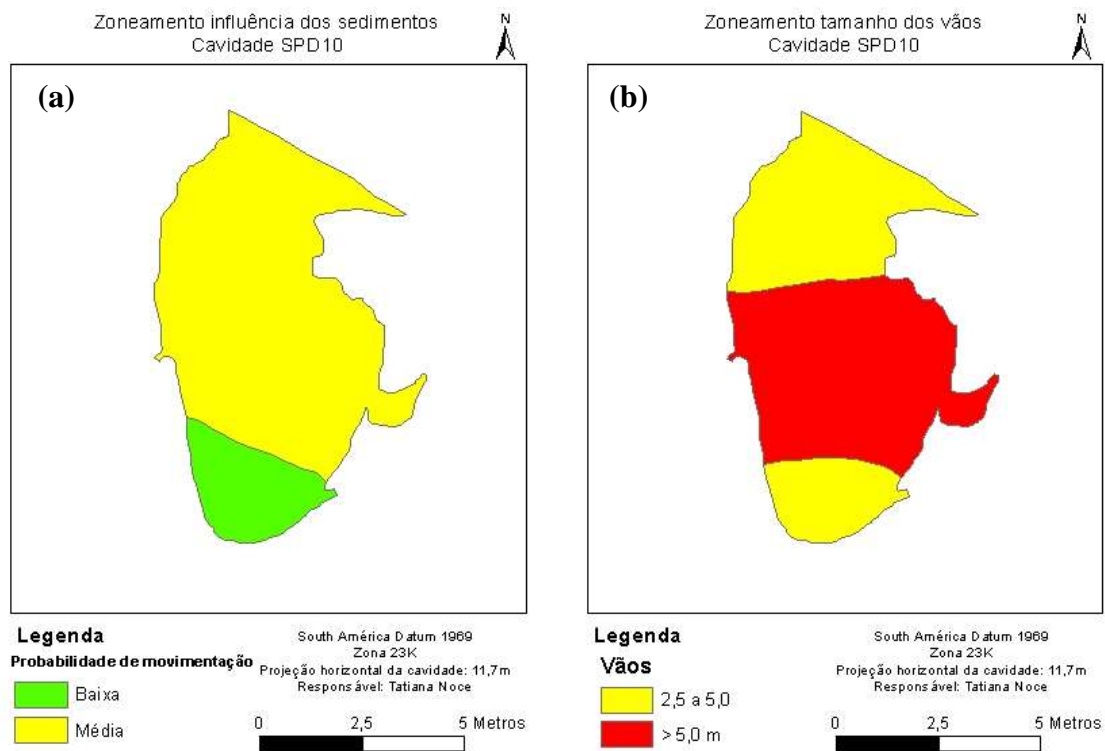 Zoneamento influência dos sedimentos
Cavidade SPD10
N
(a)
Legenda
Probabilidade de movimentação
Baixa
Média
South América Datum 1969
Zona 23K
Projeção horizontal da cavidade: 11,7m
Responsável: Tatiana Noce
0 2,5 5 Metros
Zoneamento tamanho dos vãos
Cavidade SPD10
N
(b)
Legenda
Vãos
2,5 a 5,0
> 5,0 m
South América Datum 1969
Zona 23K
Projeção horizontal da cavidade: 11,7m
Responsável: Tatiana Noce
0 2,5 5 Metros